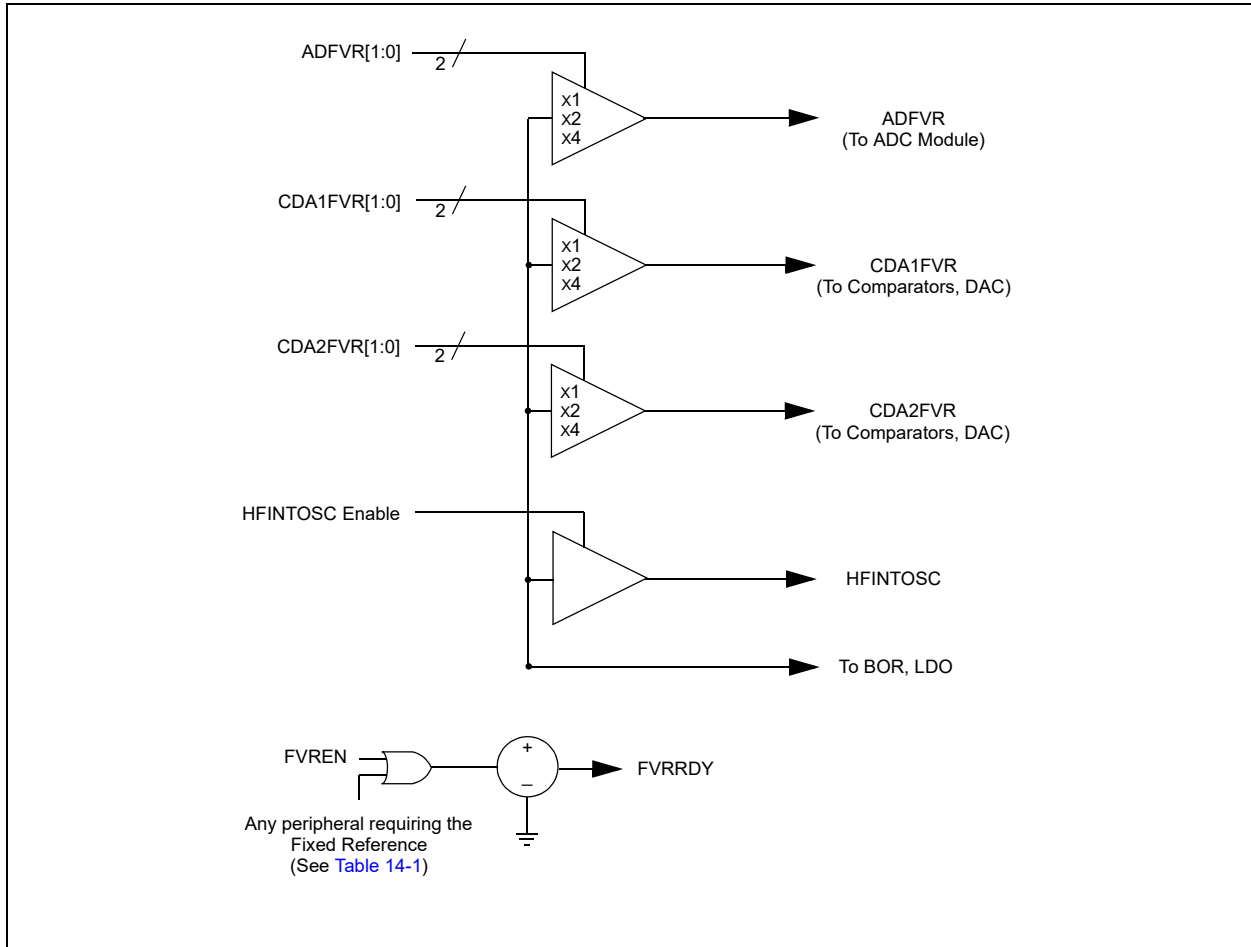 ADFVR[1:0]
2
x1
x2
x4
ADFVR
(To ADC Module)
CDA1FVR[1:0]
2
x1
x2
x4
CDA1FVR
(To Comparators, DAC)
CDA2FVR[1:0]
2
x1
x2
x4
CDA2FVR
(To Comparators, DAC)
HFINTOSC Enable
HFINTOSC
To BOR, LDO
FVREN
+
–
FVRRDY
Any peripheral requiring the
Fixed Reference
(See Table 14-1)